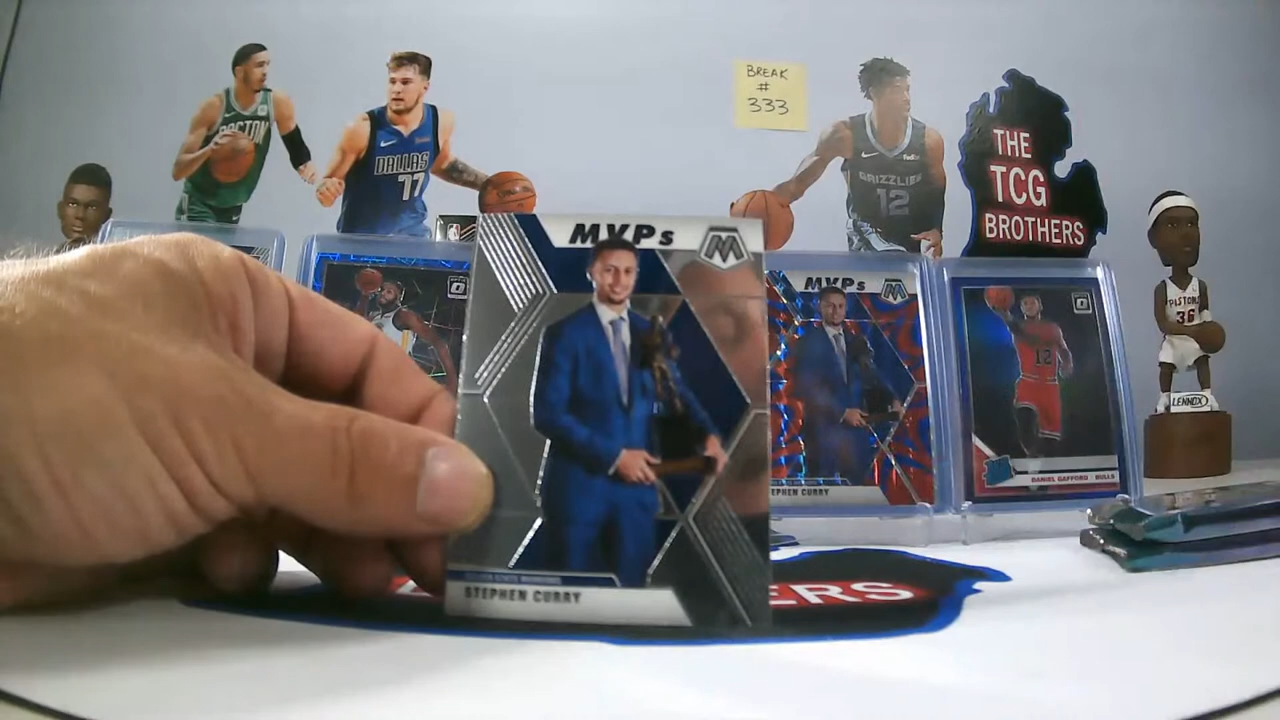 BREAK
#
333
BOSTON
DALLAS
77
GRIZZLIES
12
THE
TCG
BROTHERS
MVPs
STEPHEN CURRY
MVPs
STEPHEN CURRY
12
DANIEL GAFFORD BULLS
PISTONS
36
LENNOX
ERS